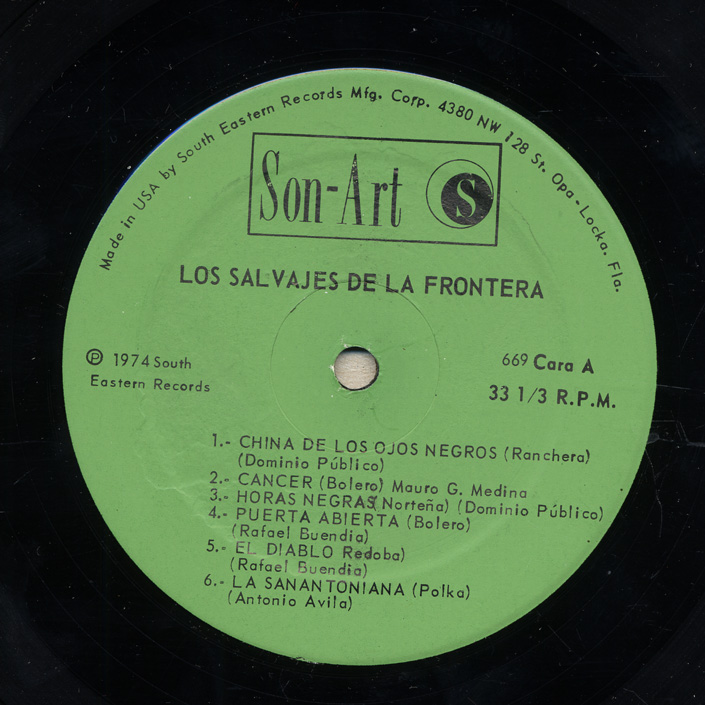 Made in USA by South Eastern Records Mfg. Corp. 4380 NW 128 St. Opa-Locka. Fla.
Son-Art S
LOS SALVAJES DE LA FRONTERA
℗ 1974 South
Eastern Records
669 Cara A
33 1/3 R.P.M.
1.- CHINA DE LOS OJOS NEGROS (Ranchera)
(Dominio Público)
2.- CANCER (Bolero) Mauro G. Medina
3.- HORAS NEGRAS (Norteña) (Dominio Público)
4.- PUERTA ABIERTA (Bolero)
(Rafael Buendia)
5.- EL DIABLO Redoba)
(Rafael Buendia)
6.- LA SANANTONIANA (Polka)
(Antonio Avila)